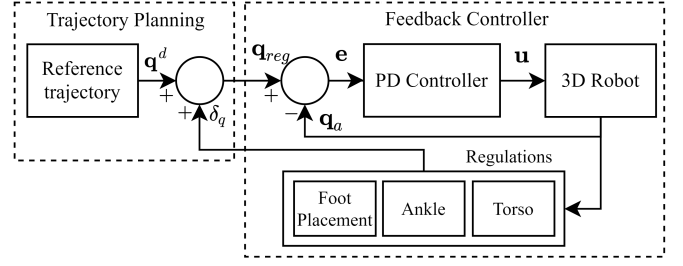 Trajectory Planning
Feedback Controller
Reference
trajectory
q^d
+
+
δ_q
q_reg
+
−
q_a
e
PD Controller
u
3D Robot
Regulations
Foot
Placement
Ankle
Torso